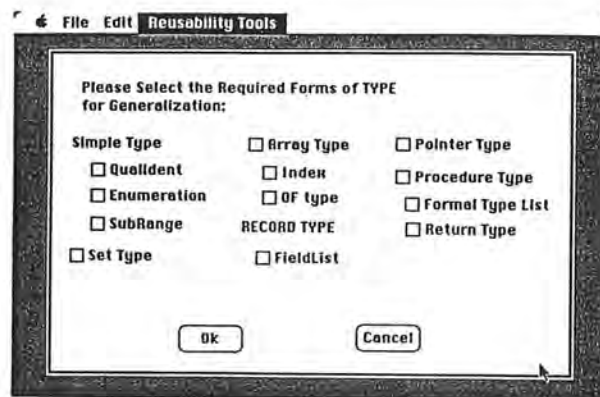 File Edit Reusability Tools
Please Select the Required Forms of TYPE
for Generalization:
Simple Type
Qualident
Enumeration
SubRange
Set Type
Array Type
Index
OF type
RECORD TYPE
FieldList
Pointer Type
Procedure Type
Formal Type List
Return Type
Ok
Cancel